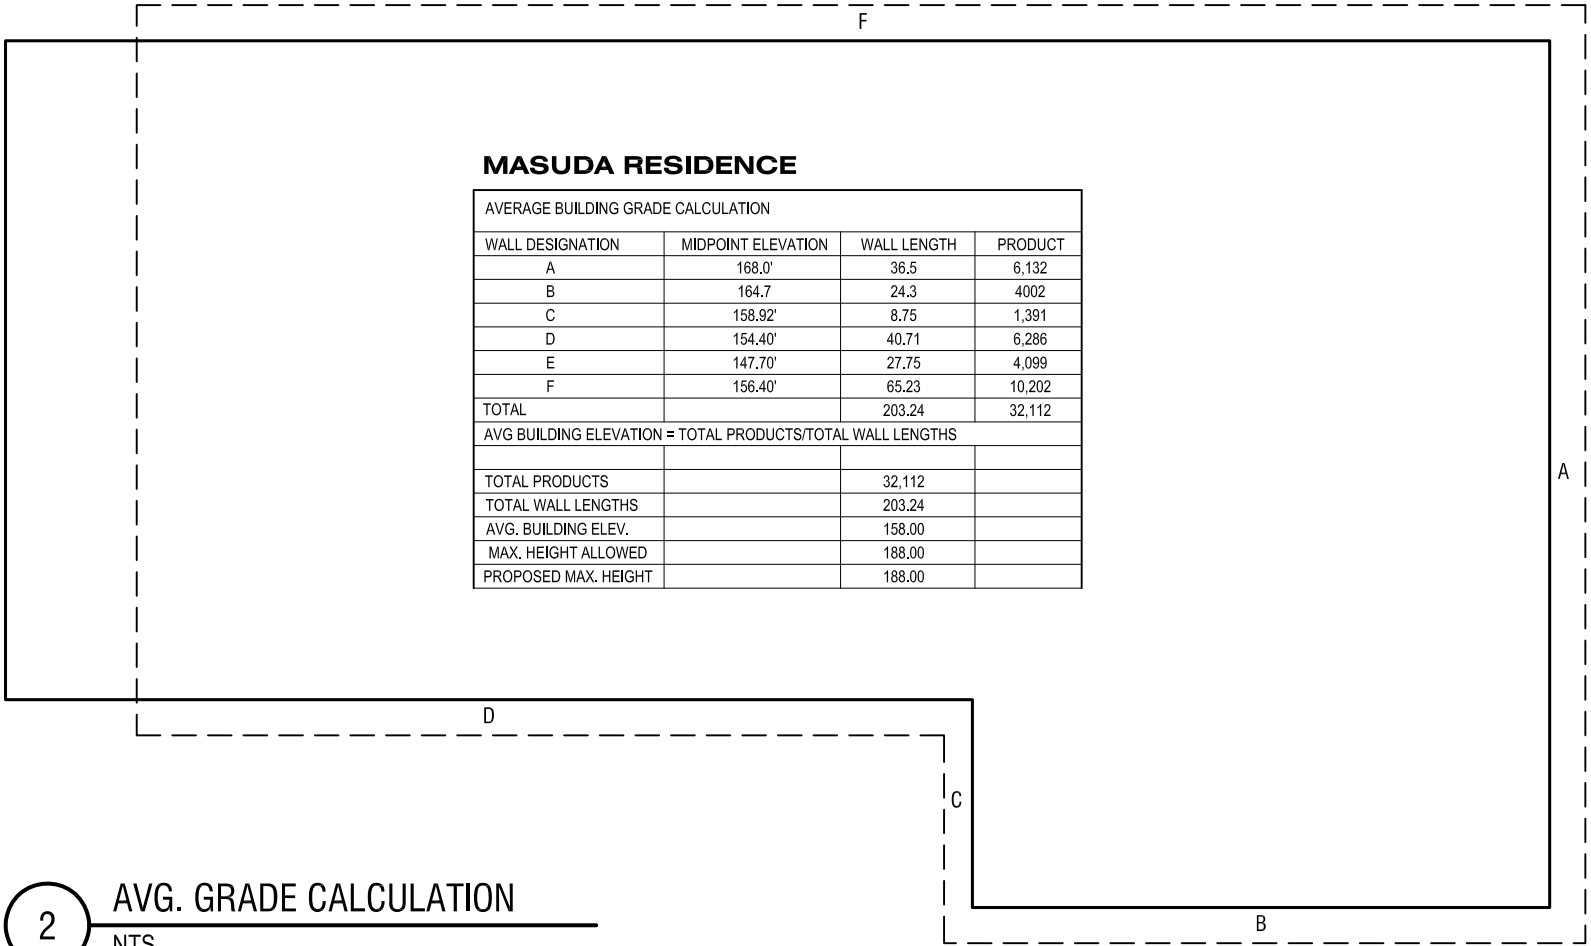 F
MASUDA RESIDENCE
AVERAGE BUILDING GRADE CALCULATION
WALL DESIGNATION MIDPOINT ELEVATION WALL LENGTH PRODUCT
A 168.0' 36.5 6,132
B 164.7 24.3 4002
C 158.92' 8.75 1,391
D 154.40' 40.71 6,286
E 147.70' 27.75 4,099
F 156.40' 65.23 10,202
TOTAL 203.24 32,112
AVG BUILDING ELEVATION = TOTAL PRODUCTS/TOTAL WALL LENGTHS
TOTAL PRODUCTS 32,112
TOTAL WALL LENGTHS 203.24
AVG. BUILDING ELEV. 158.00
MAX. HEIGHT ALLOWED 188.00
PROPOSED MAX. HEIGHT 188.00
A
D
C
B
2 AVG. GRADE CALCULATION
NTS